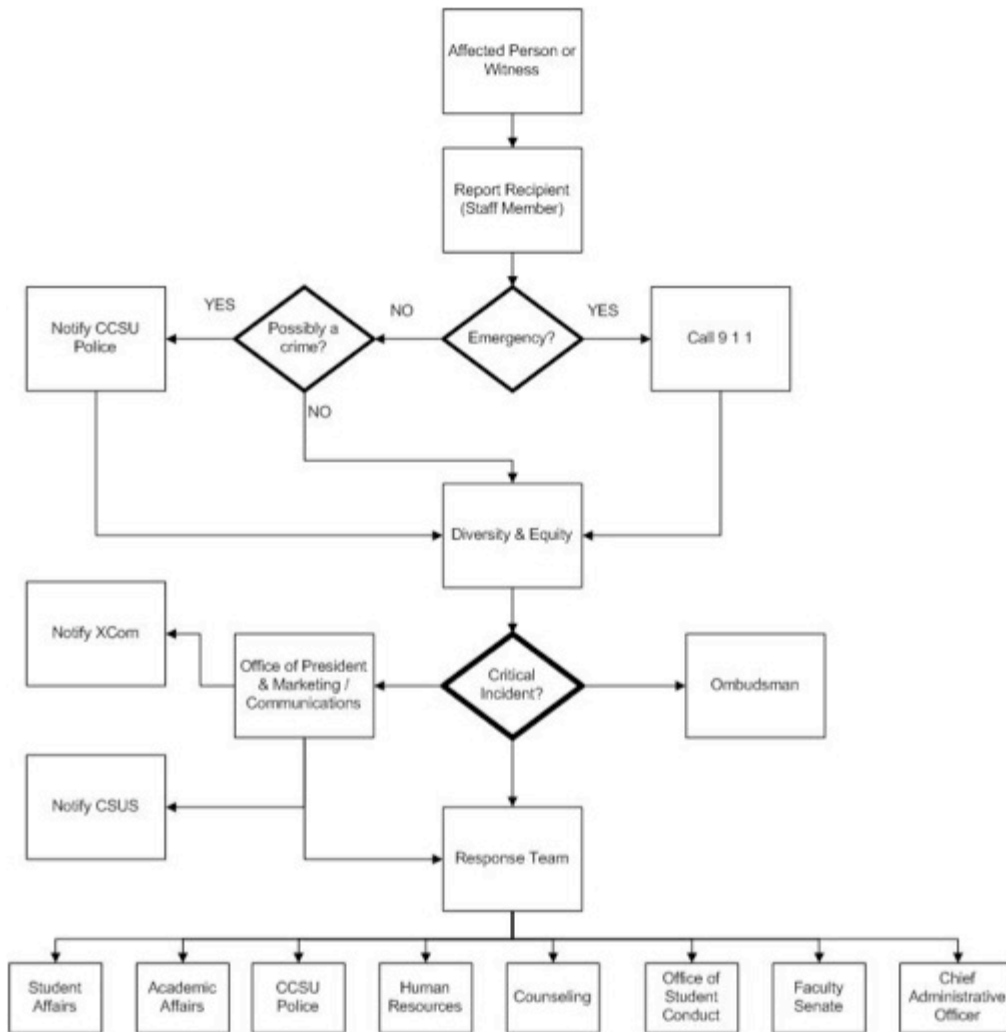 Affected Person or
Witness
Report Recipient
(Staff Member)
YES
NO
YES
Notify CCSU
Police
Possibly a
crime?
Emergency?
Call 9 1 1
NO
Diversity & Equity
Notify XCom
Office of President
& Marketing /
Communications
Critical
Incident?
Ombudsman
Notify CSUS
Response Team
Student
Affairs
Academic
Affairs
CCSU
Police
Human
Resources
Counseling
Office of
Student
Conduct
Faculty
Senate
Chief
Administrative
Officer